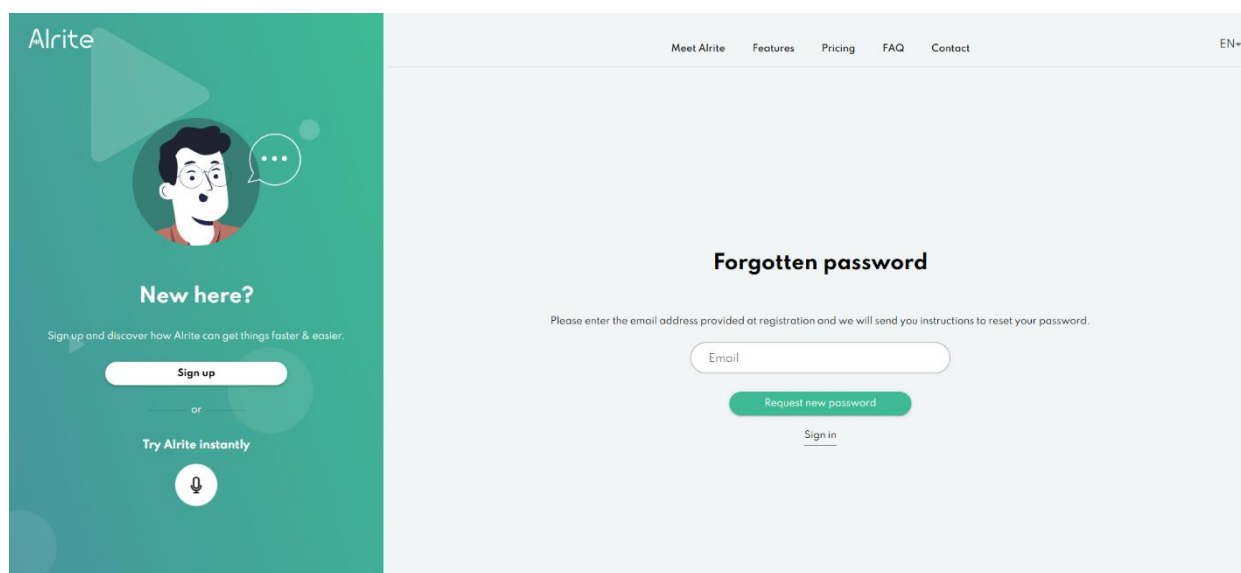 Alrite
Meet Alrite Features Pricing FAQ Contact
EN
New here?
Sign up and discover how Alrite can get things faster & easier.
Sign up
or
Try Alrite instantly
Forgotten password
Please enter the email address provided at registration and we will send you instructions to reset your password.
Email
Request new password
Sign in